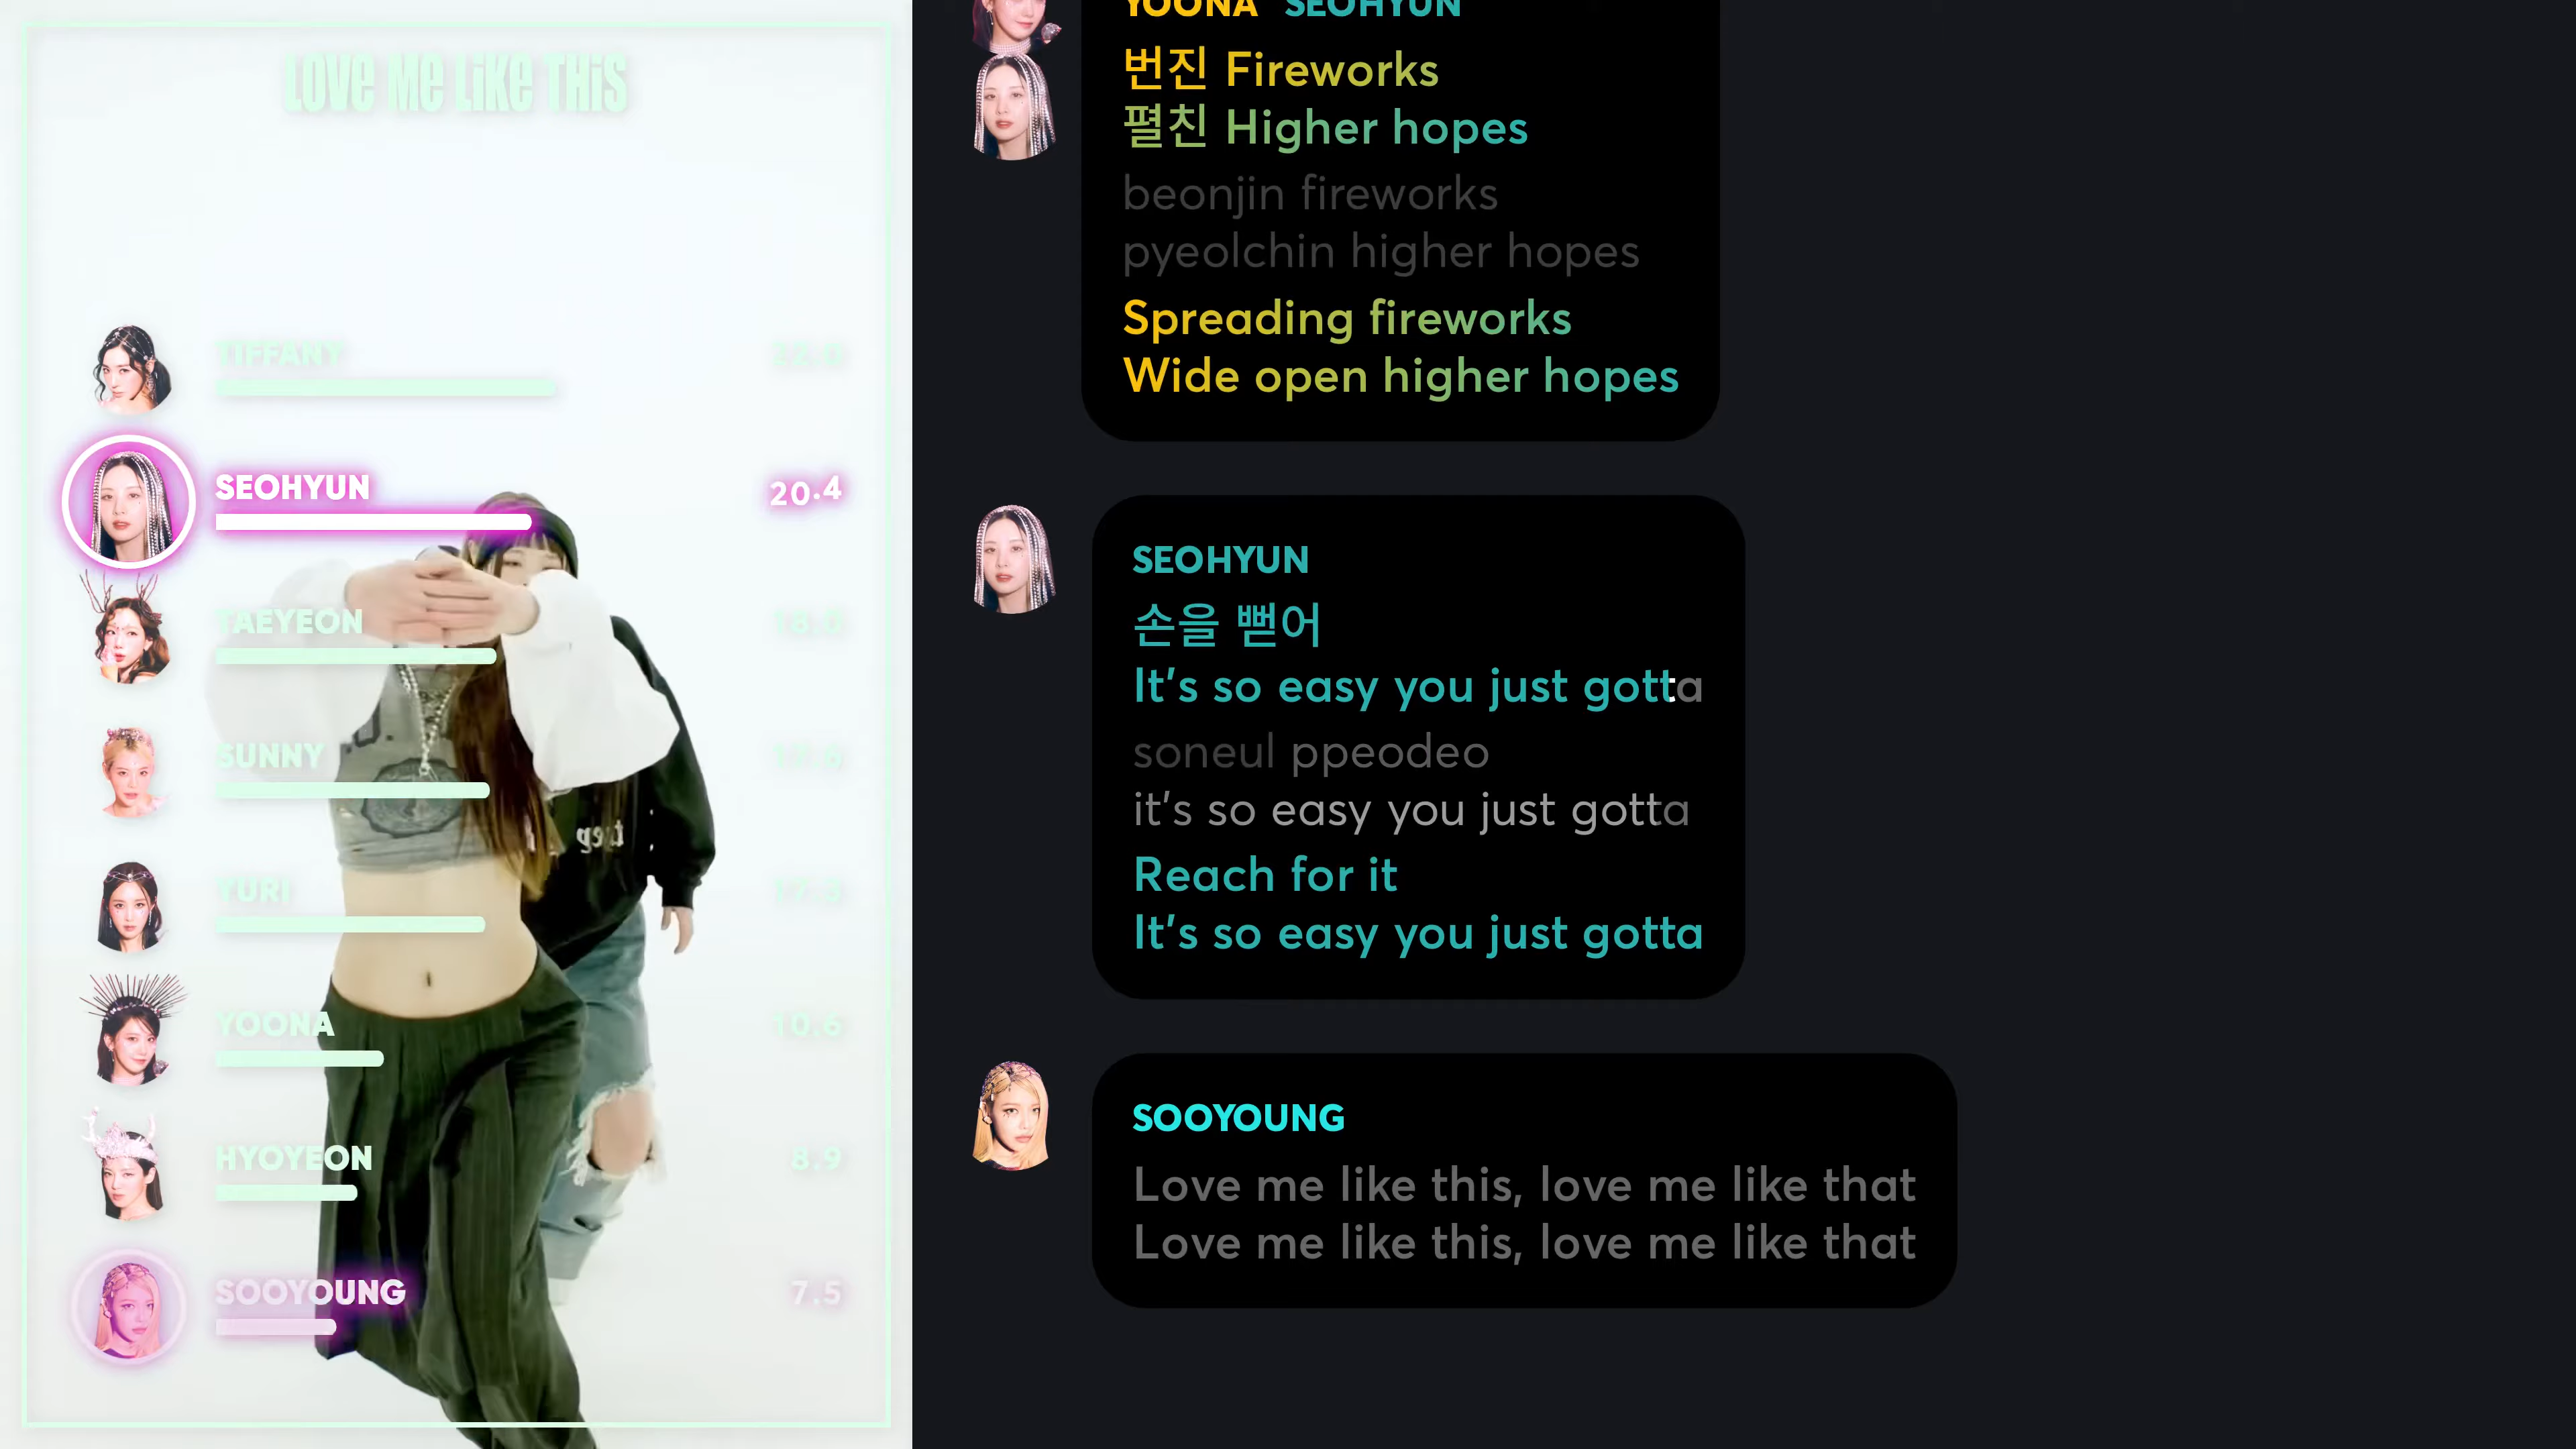 LOVE ME LIKE THIS
TIFFANY
SEOHYUN 20.4
TAEYEON
SUNNY
YURI
YOONA 10.6
HYOYEON 8.9
SOOYOUNG 7.5
YOONA SEOHYUN
번진 Fireworks
펼친 Higher hopes
beonjin fireworks
pyeolchin higher hopes
Spreading fireworks
Wide open higher hopes
SEOHYUN
손을 뻗어
It's so easy you just gotta
soneul ppeodeo
it's so easy you just gotta
Reach for it
It's so easy you just gotta
SOOYOUNG
Love me like this, love me like that
Love me like this, love me like that